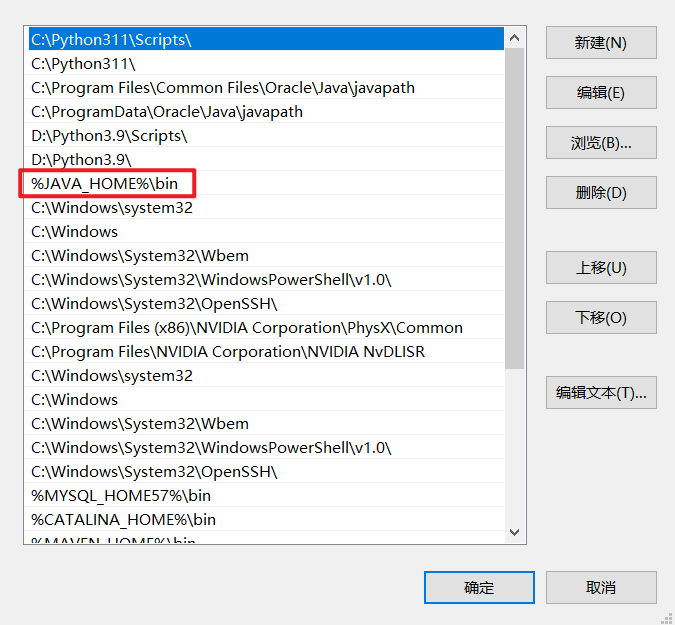 C:\Python311\Scripts\
C:\Python311\
C:\Program Files\Common Files\Oracle\Java\javapath
C:\ProgramData\Oracle\Java\javapath
D:\Python3.9\Scripts\
D:\Python3.9\
%JAVA_HOME%\bin
C:\Windows\system32
C:\Windows
C:\Windows\System32\Wbem
C:\Windows\System32\WindowsPowerShell\v1.0\
C:\Windows\System32\OpenSSH\
C:\Program Files (x86)\NVIDIA Corporation\PhysX\Common
C:\Program Files\NVIDIA Corporation\NVIDIA NvDLISR
C:\Windows\system32
C:\Windows
C:\Windows\System32\Wbem
C:\Windows\System32\WindowsPowerShell\v1.0\
C:\Windows\System32\OpenSSH\
%MYSQL_HOME57%\bin
%CATALINA_HOME%\bin
%MAVEN_HOME%\bin
新建(N)
编辑(E)
浏览(B)...
删除(D)
上移(U)
下移(O)
编辑文本(T)...
确定
取消